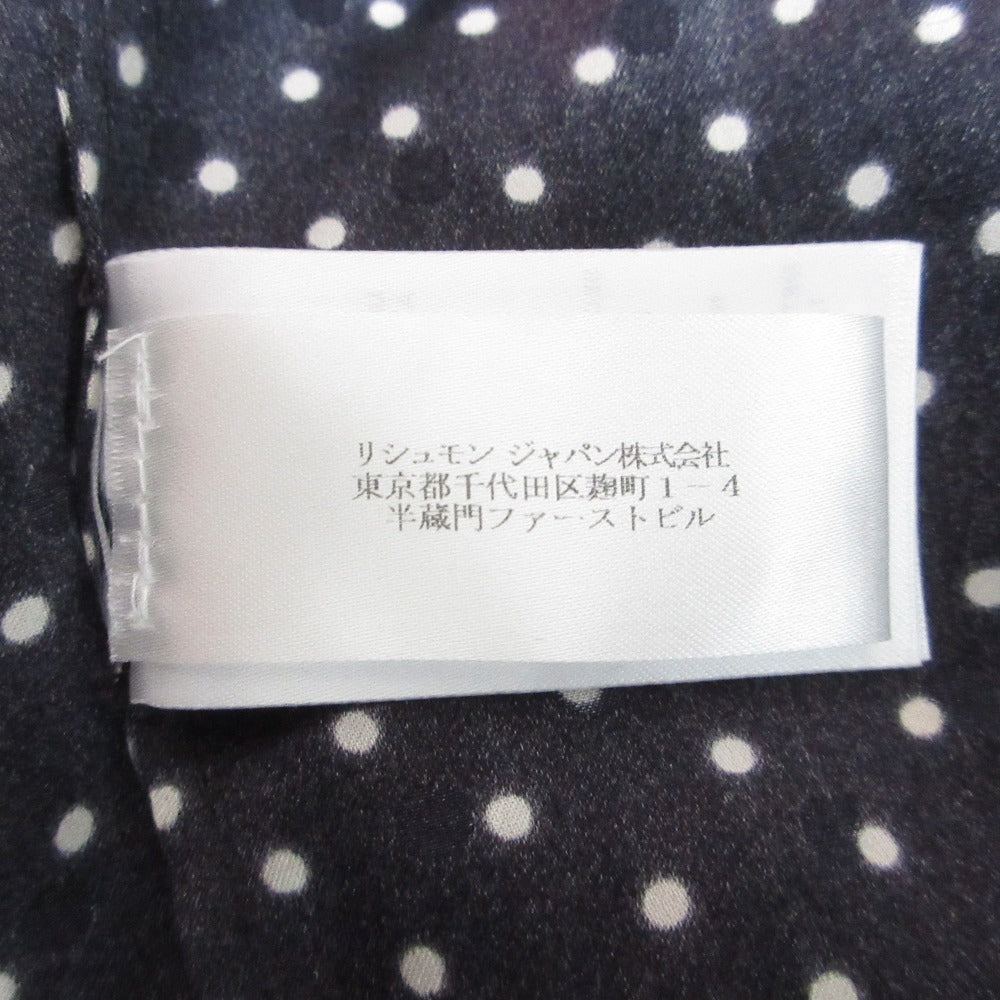 リシュモン ジャパン株式会社
東京都千代田区麹町1－4
半蔵門ファーストビル